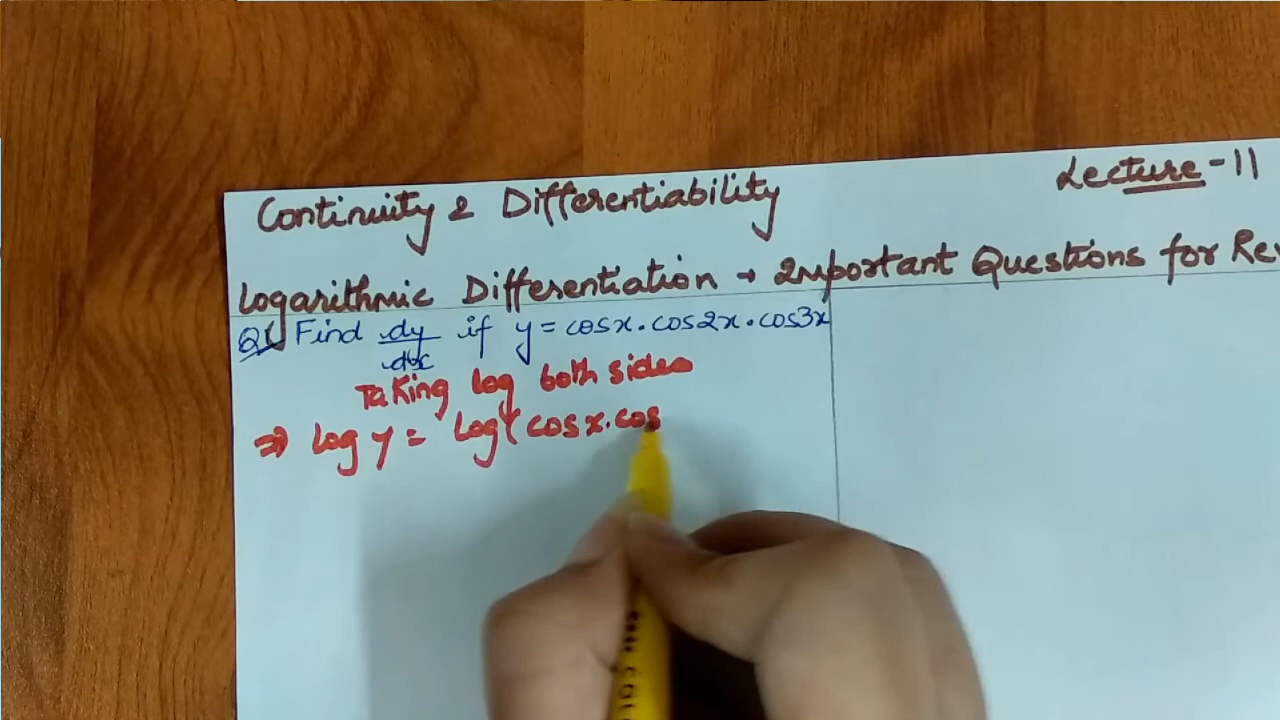 Lecture-11
Continuity & Differentiability
Logarithmic Differentiation → Important Questions for Rev
Q1 Find dy/dx if y = cosx.cos2x.cos3x
Taking log both sides
⇒ log y = log(cosx.cos